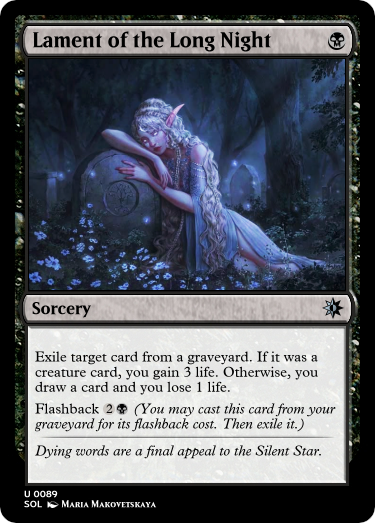 Lament of the Long Night
Sorcery
Exile target card from a graveyard. If it was a
creature card, you gain 3 life. Otherwise, you
draw a card and you lose 1 life.
Flashback 2 (You may cast this card from your
graveyard for its flashback cost. Then exile it.)
Dying words are a final appeal to the Silent Star.
U 0089
SOL Maria Makovetskaya